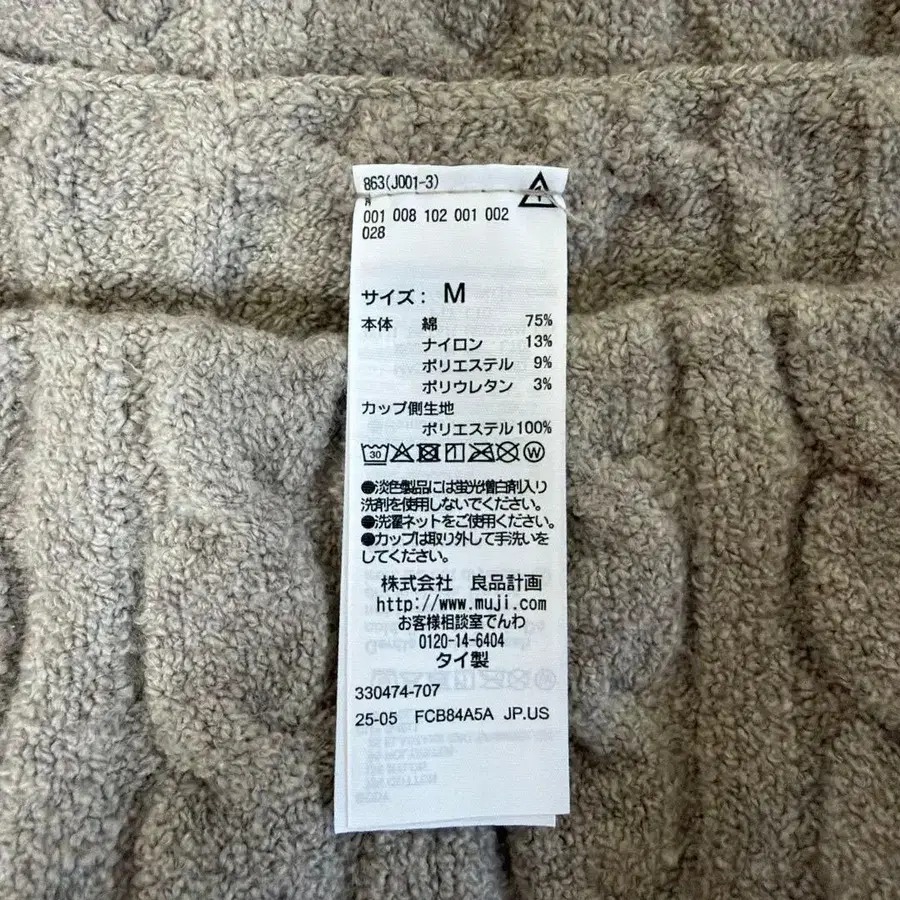 863(J001-3)
001 008 102 001 002
028
サイズ: M
本体 綿 75%
ナイロン 13%
ポリエステル 9%
ポリウレタン 3%
カップ側生地
ポリエステル100%
30 W
●淡色製品には蛍光増白剤入り
洗剤を使用しないでください。
●洗濯ネットをご使用ください。
●カップは取り外して手洗いを
してください。
株式会社 良品計画
http://www.muji.com
お客様相談室でんわ
0120-14-6404
タイ製
330474-707
25-05 FCB84A5A JP.US